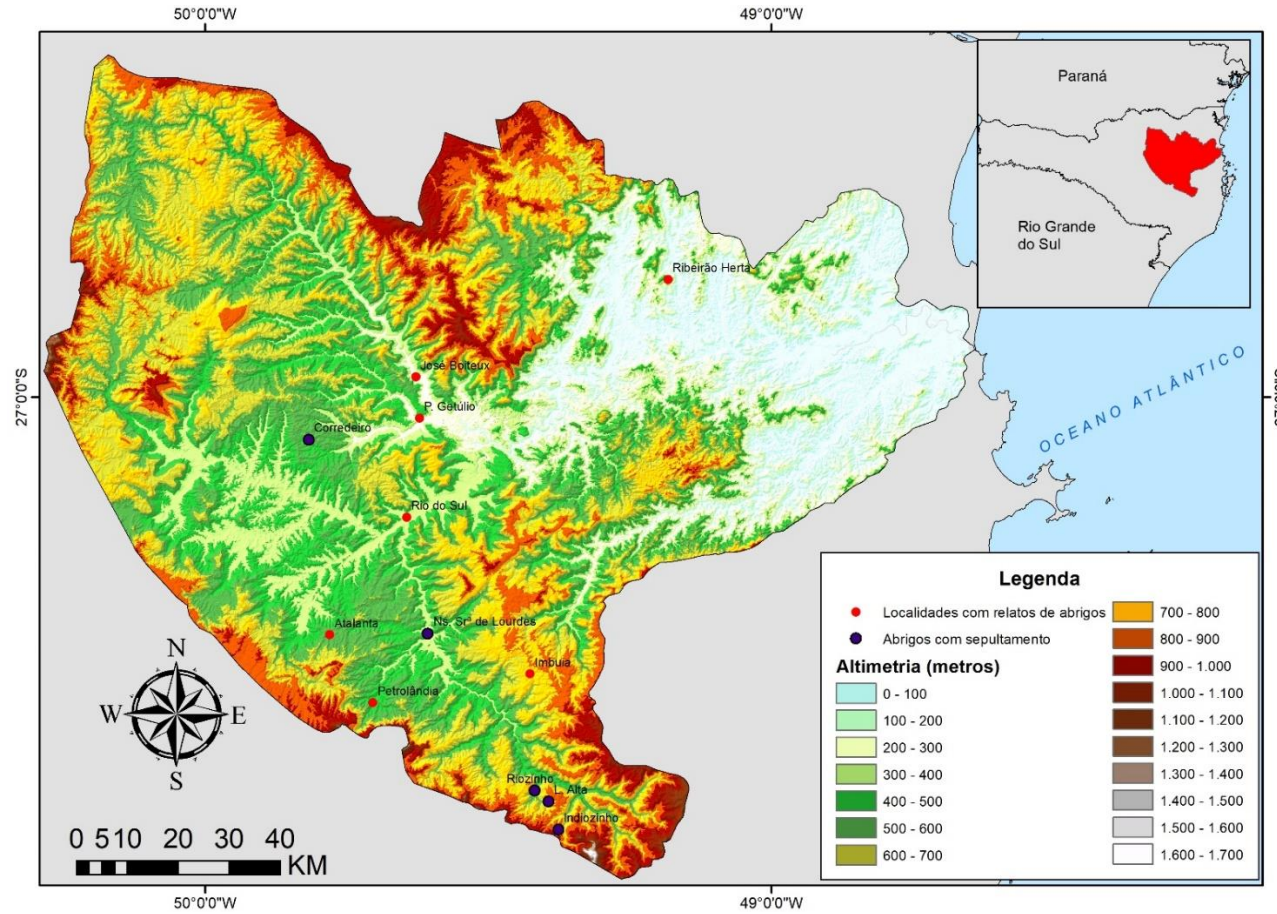 50°0'0"W
49°0'0"W
Paraná
Rio Grande
do Sul
27°0'0"S
Ribeirão Herta
José Boiteux
P. Getúlio
Corredeiro
Rio do Sul
Atalanta
Ns. Srª de Lourdes
Imbuia
Petrolândia
Riozinho
L. Alta
Indiozinho
OCEANO ATLÂNTICO
N
W
E
S
0 5 10 20 30 40
KM
Legenda
Localidades com relatos de abrigos
Abrigos com sepultamento
Altimetria (metros)
0 - 100
100 - 200
200 - 300
300 - 400
400 - 500
500 - 600
600 - 700
700 - 800
800 - 900
900 - 1.000
1.000 - 1.100
1.100 - 1.200
1.200 - 1.300
1.300 - 1.400
1.400 - 1.500
1.500 - 1.600
1.600 - 1.700
50°0'0"W
49°0'0"W